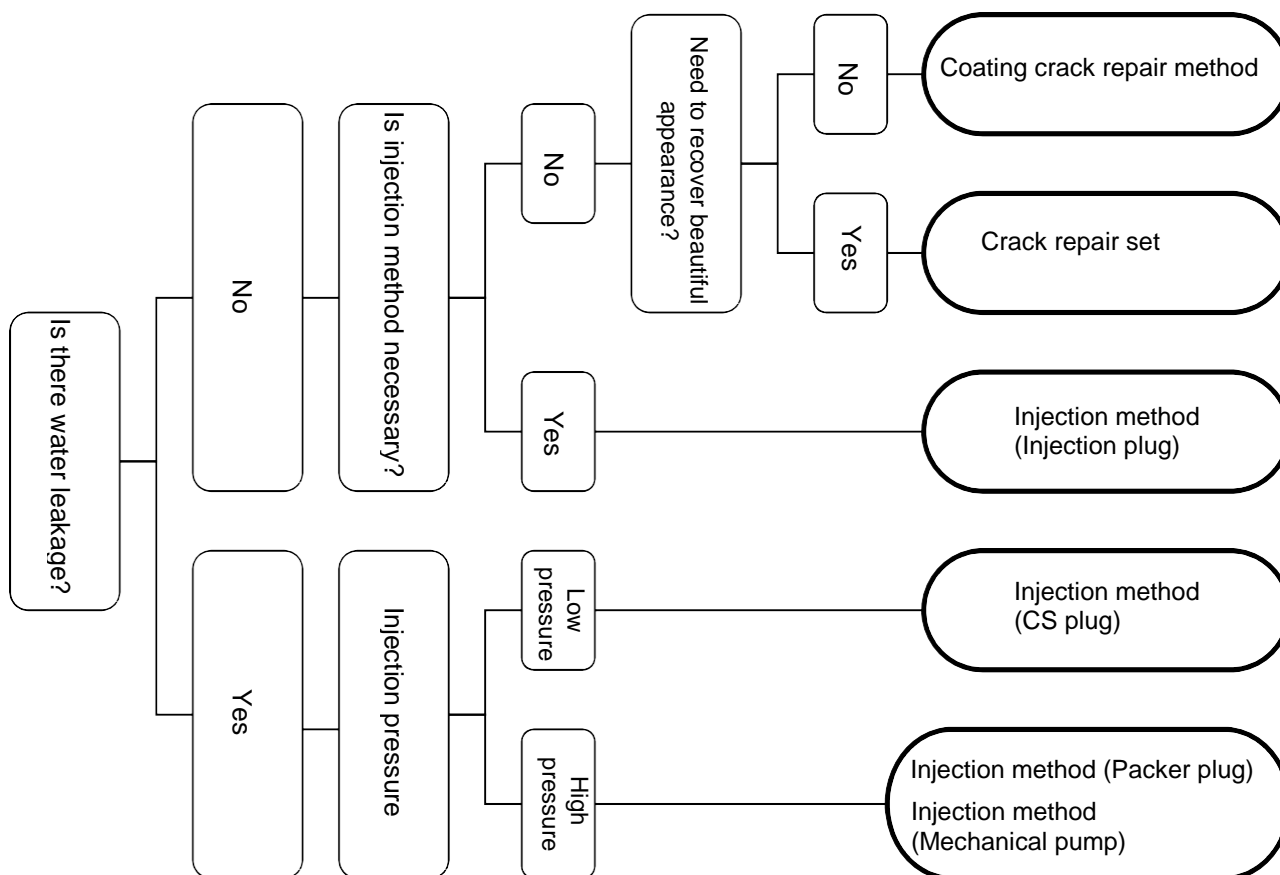 Is there water leakage?
No
Is injection method necessary?
No
Need to recover beautiful
appearance?
No
Coating crack repair method
Yes
Crack repair set
Yes
Injection method
(Injection plug)
Yes
Injection pressure
Low
pressure
Injection method
(CS plug)
High
pressure
Injection method (Packer plug)
Injection method
(Mechanical pump)